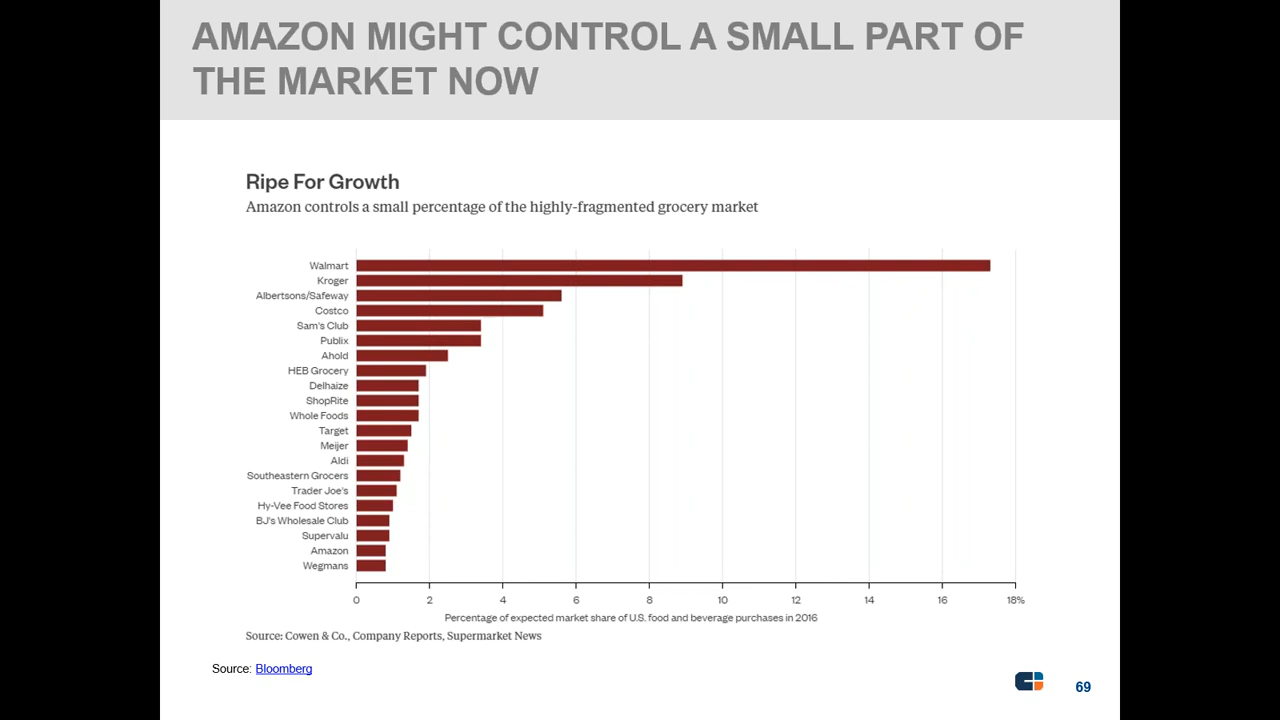 AMAZON MIGHT CONTROL A SMALL PART OF
THE MARKET NOW
Ripe For Growth
Amazon controls a small percentage of the highly-fragmented grocery market
Walmart
Kroger
Albertsons/Safeway
Costco
Sam's Club
Publix
Ahold
HEB Grocery
Delhaize
ShopRite
Whole Foods
Target
Meijer
Aldi
Southeastern Grocers
Trader Joe's
Hy-Vee Food Stores
BJ's Wholesale Club
Supervalu
Amazon
Wegmans
0 2 4 6 8 10 12 14 16 18%
Percentage of expected market share of U.S. food and beverage purchases in 2016
Source: Cowen & Co., Company Reports, Supermarket News
Source: Bloomberg
69